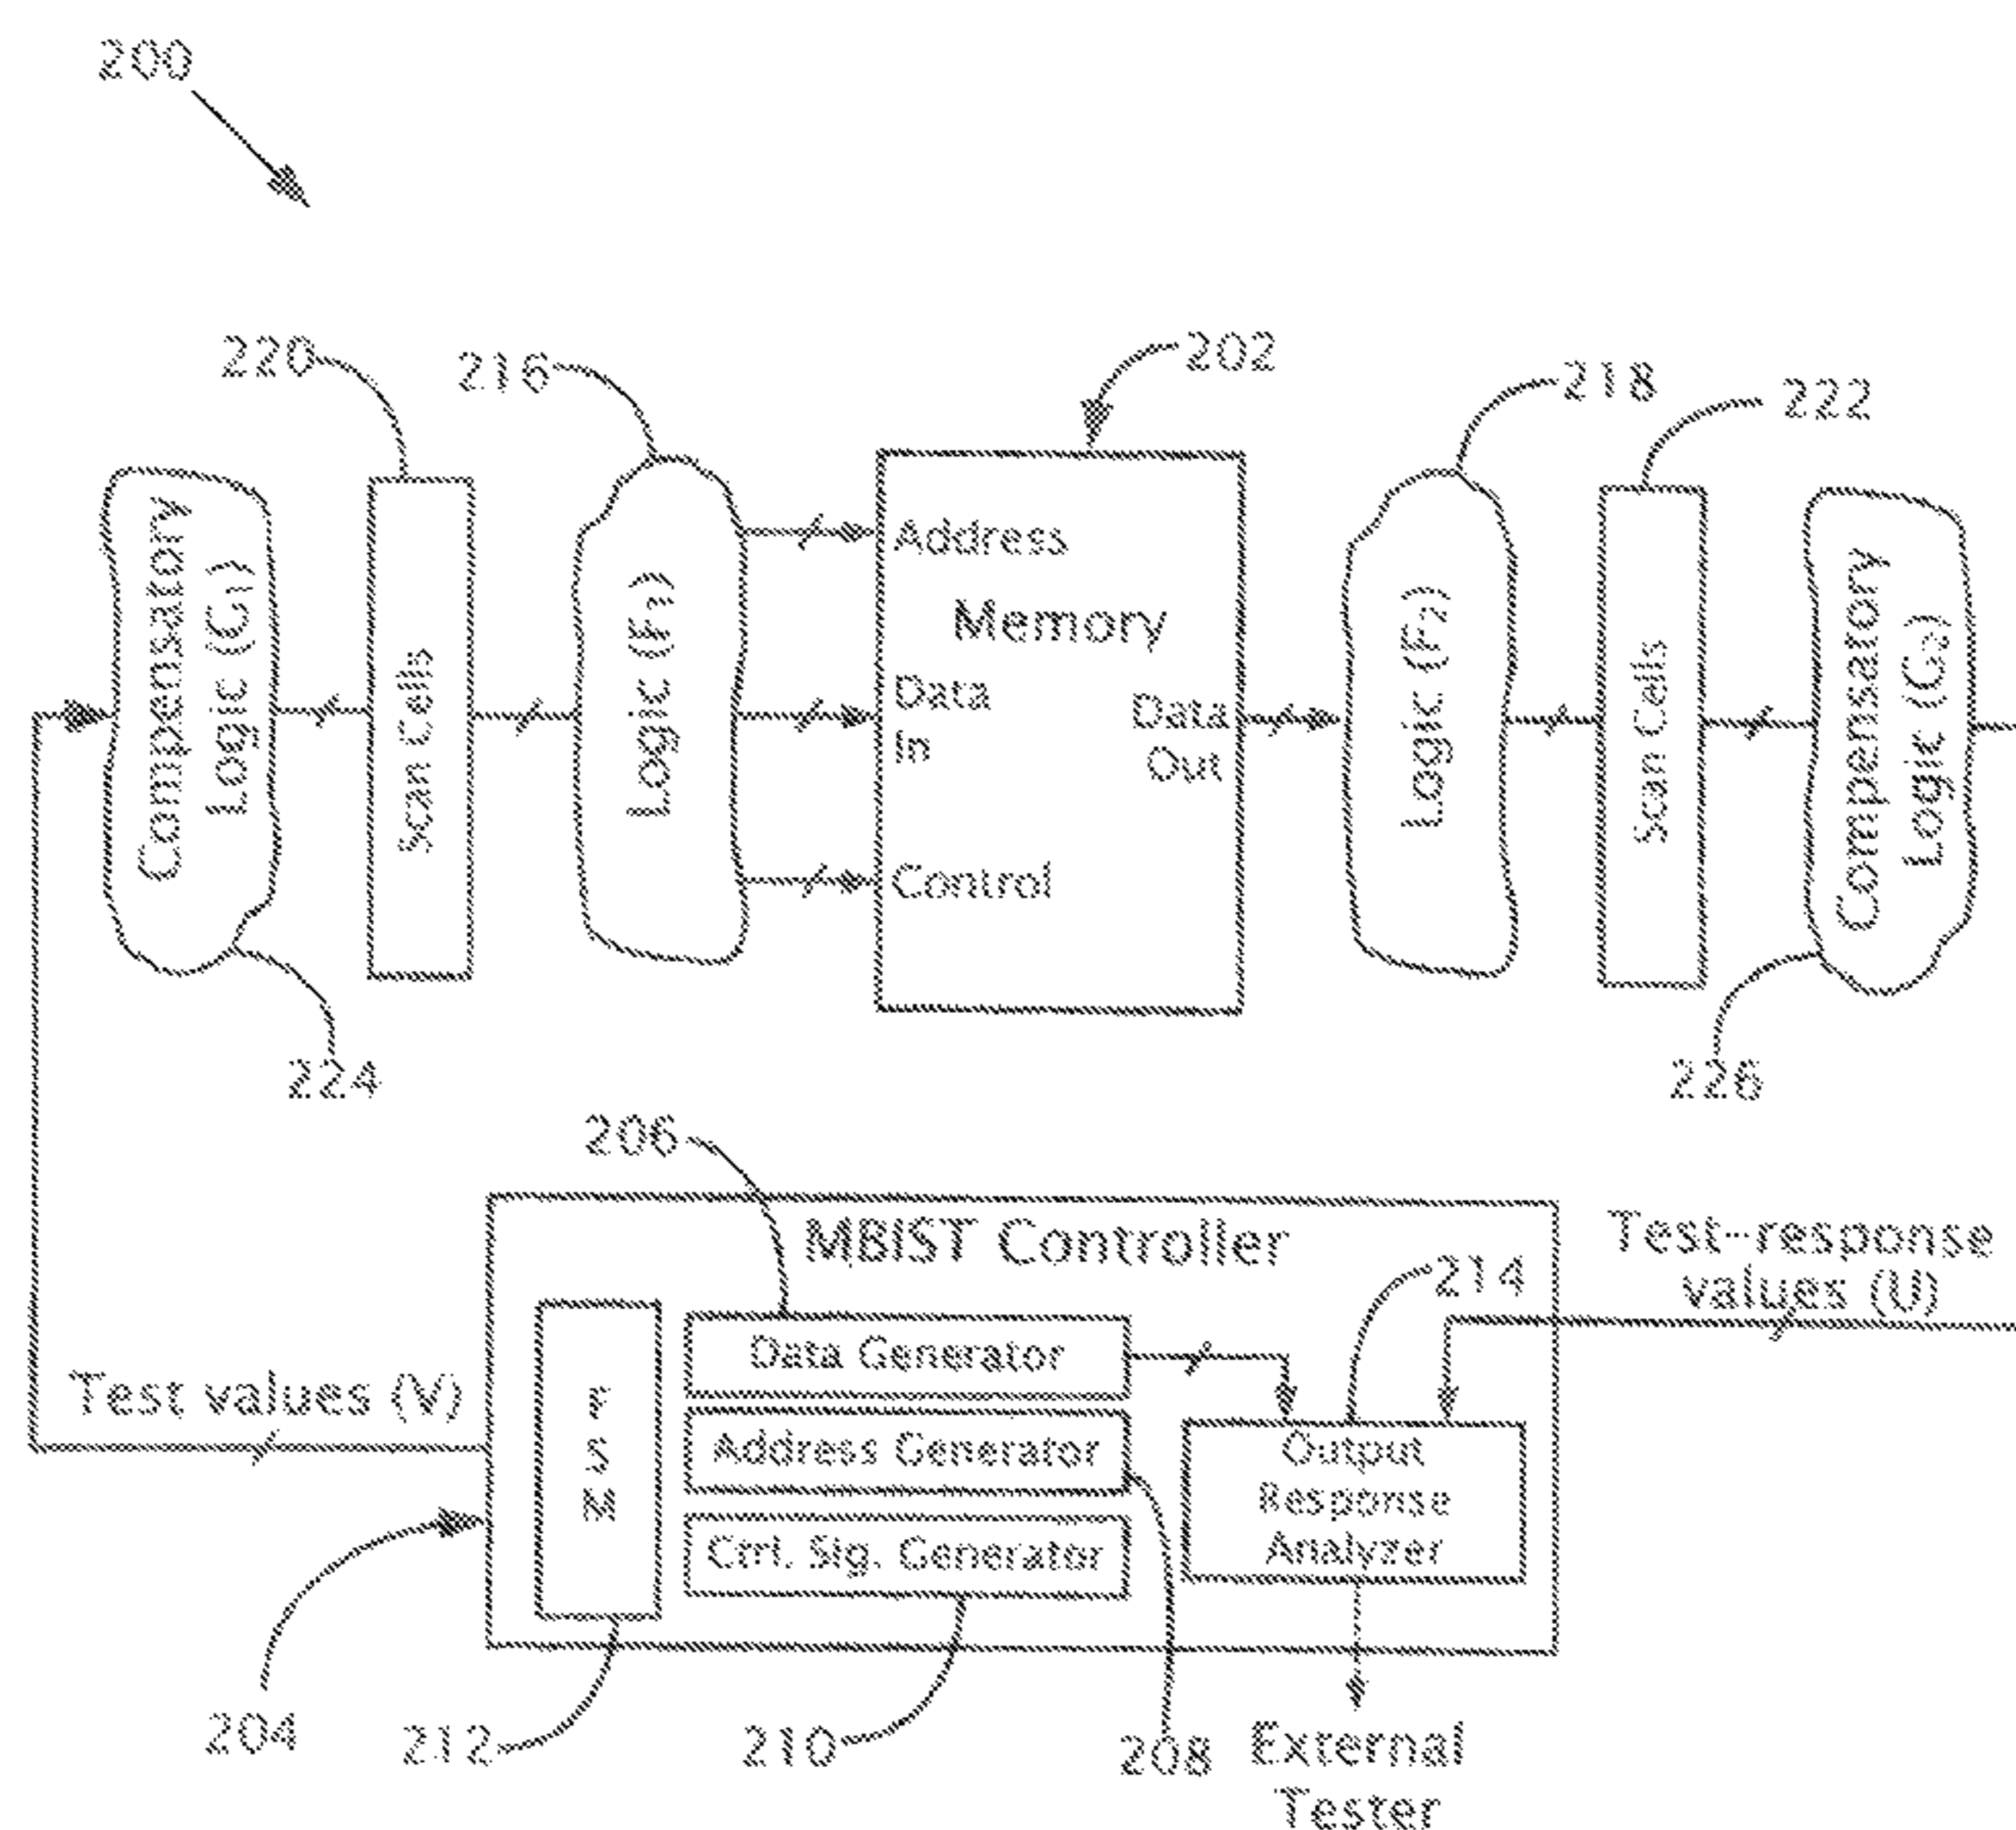 200
220
216
202
218
222
Compensatory
Logic (G₁)
Scan Cells
Logic (F₁)
Address
Memory
Data
In
Data
Out
Control
Logic (F₂)
Scan Cells
Compensatory
Logic (G₂)
224
226
206
MBIST Controller
Test-response
values (U)
214
Data Generator
Test values (V)
F
S
M
Address Generator
Output
Response
Analyzer
Ctrl. Sig. Generator
204
212
210
208
External
Tester